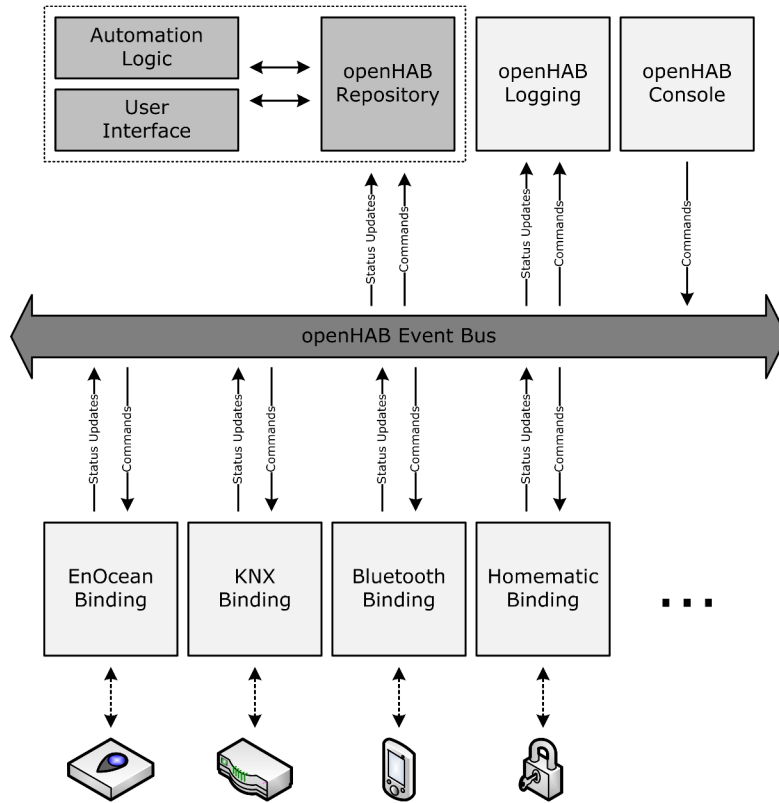 Automation
Logic
User
Interface
openHAB
Repository
openHAB
Logging
openHAB
Console
Status Updates
Commands
Status Updates
Commands
Commands
openHAB Event Bus
Status Updates
Commands
Status Updates
Commands
Status Updates
Commands
Status Updates
Commands
EnOcean
Binding
KNX
Binding
Bluetooth
Binding
Homematic
Binding
...